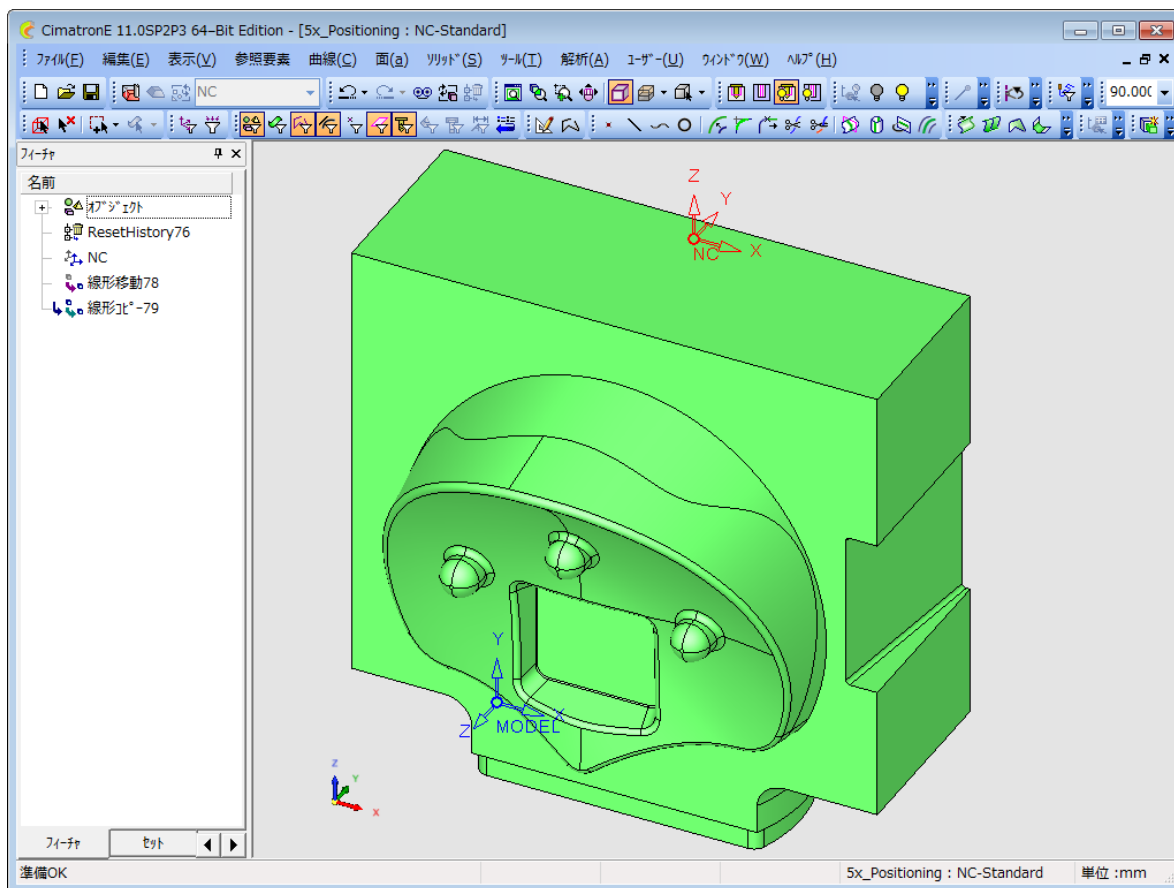 CimatronE 11.0SP2P3 64-Bit Edition - [5x_Positioning : NC-Standard]
ﾌｧｲﾙ(F) 編集(E) 表示(V) 参照要素 曲線(C) 面(a) ｿﾘｯﾄﾞ(S) ﾂｰﾙ(T) 解析(A) ﾕｰｻﾞｰ(U) ｳｨﾝﾄﾞｳ(W) ﾍﾙﾌﾟ(H)
NC
90.000
ﾌｨｰﾁｬ
名前
ｵﾌﾞｼﾞｪｸﾄ
ResetHistory76
NC
線形移動78
線形ｺﾋﾟｰ79
Z
Y
X
NC
Y
X
Z
MODEL
Z
Y
X
ﾌｨｰﾁｬ ｾｯﾄ
準備OK 5x_Positioning : NC-Standard 単位 :mm